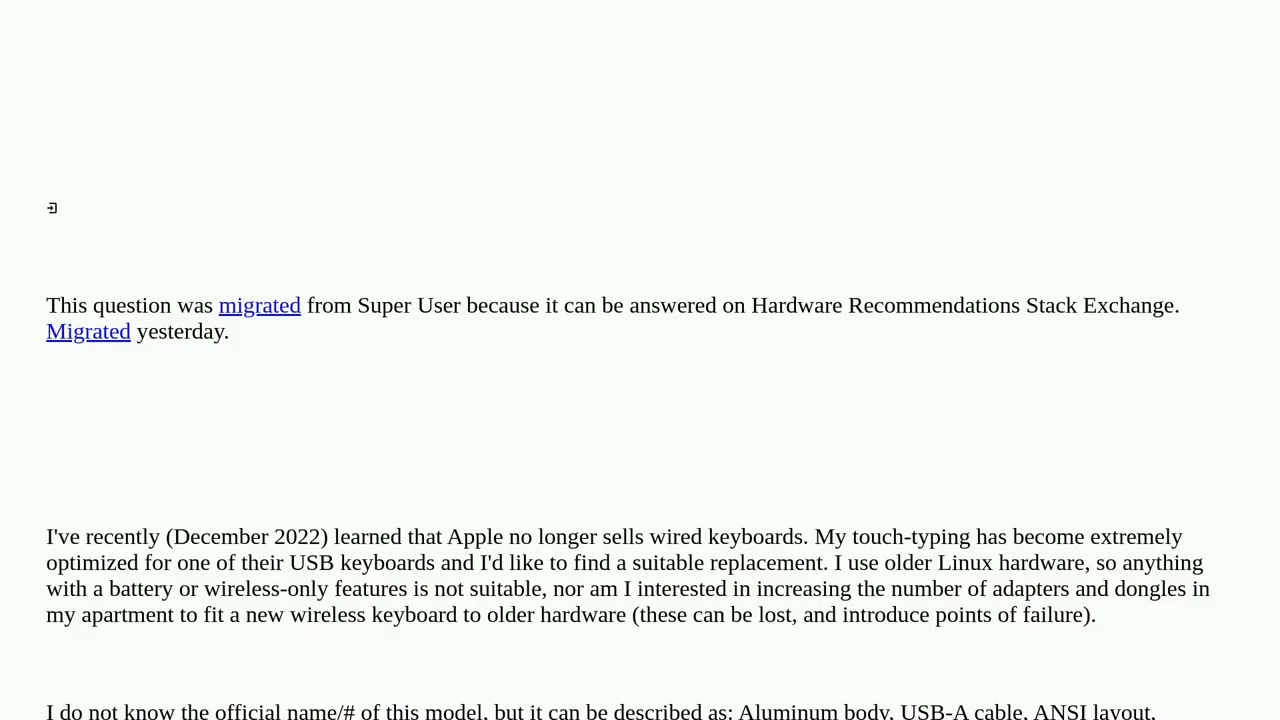 This question was migrated from Super User because it can be answered on Hardware Recommendations Stack Exchange.
Migrated yesterday.
I've recently (December 2022) learned that Apple no longer sells wired keyboards. My touch-typing has become extremely
optimized for one of their USB keyboards and I'd like to find a suitable replacement. I use older Linux hardware, so anything
with a battery or wireless-only features is not suitable, nor am I interested in increasing the number of adapters and dongles in
my apartment to fit a new wireless keyboard to older hardware (these can be lost, and introduce points of failure).
I do not know the official name/# of this model, but it can be described as: Aluminum body, USB-A cable, ANSI layout,